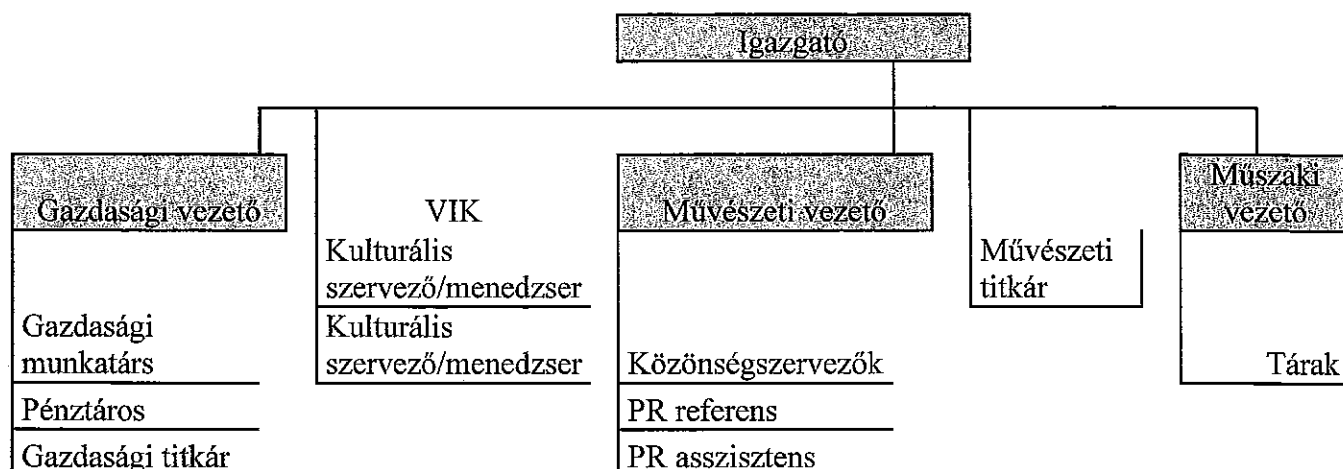 Igazgató
Gazdasági vezető
VIK
Művészeti vezető
Műszaki
vezető
Kulturális
szervező/menedzser
Művészeti
titkár
Gazdasági
munkatárs
Kulturális
szervező/menedzser
Közönségszervezők
Tárak
Pénztáros
PR referens
Gazdasági titkár
PR asszisztens